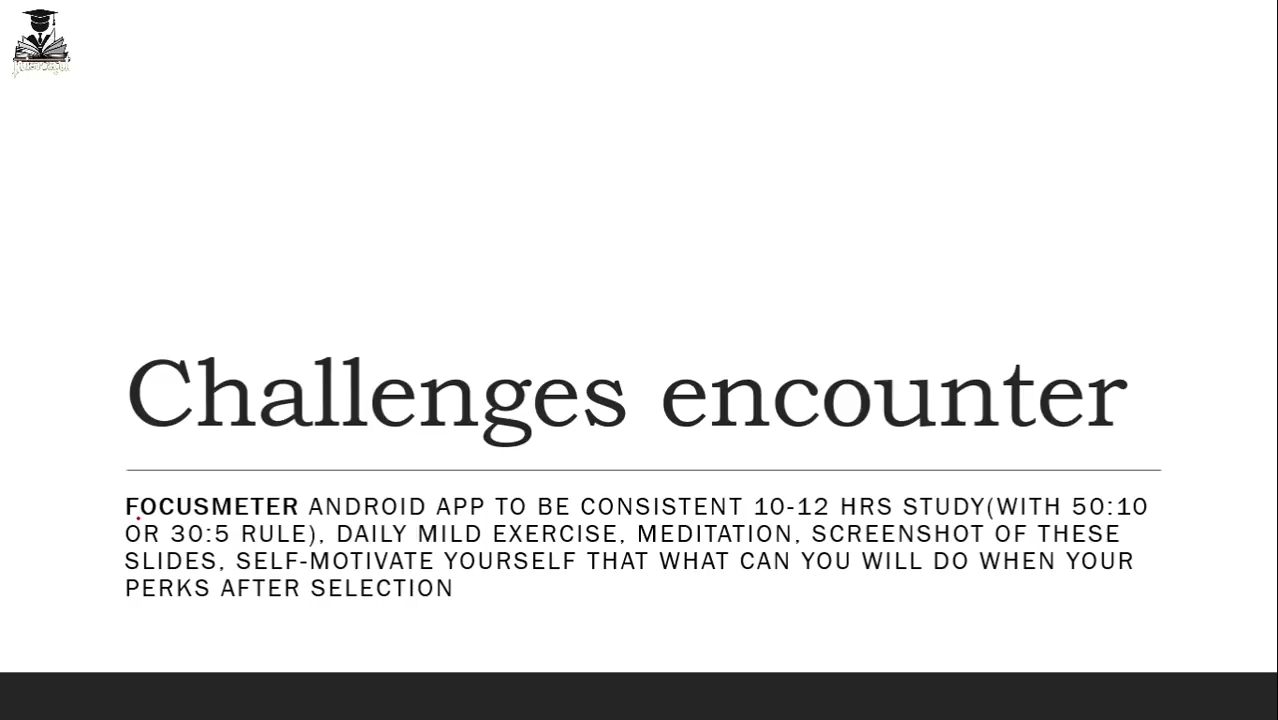 Challenges encounter
FOCUSMETER ANDROID APP TO BE CONSISTENT 10-12 HRS STUDY(WITH 50:10
OR 30:5 RULE), DAILY MILD EXERCISE, MEDITATION, SCREENSHOT OF THESE
SLIDES, SELF-MOTIVATE YOURSELF THAT WHAT CAN YOU WILL DO WHEN YOUR
PERKS AFTER SELECTION